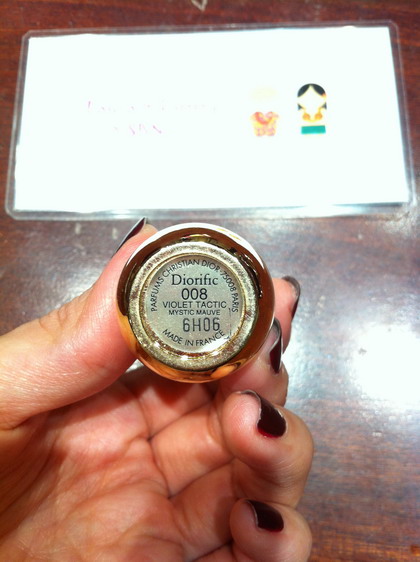 PARFUMS CHRISTIAN DIOR 75008 PARIS
Diorific
008
VIOLET TACTIC
MYSTIC MAUVE
6H06
MADE IN FRANCE